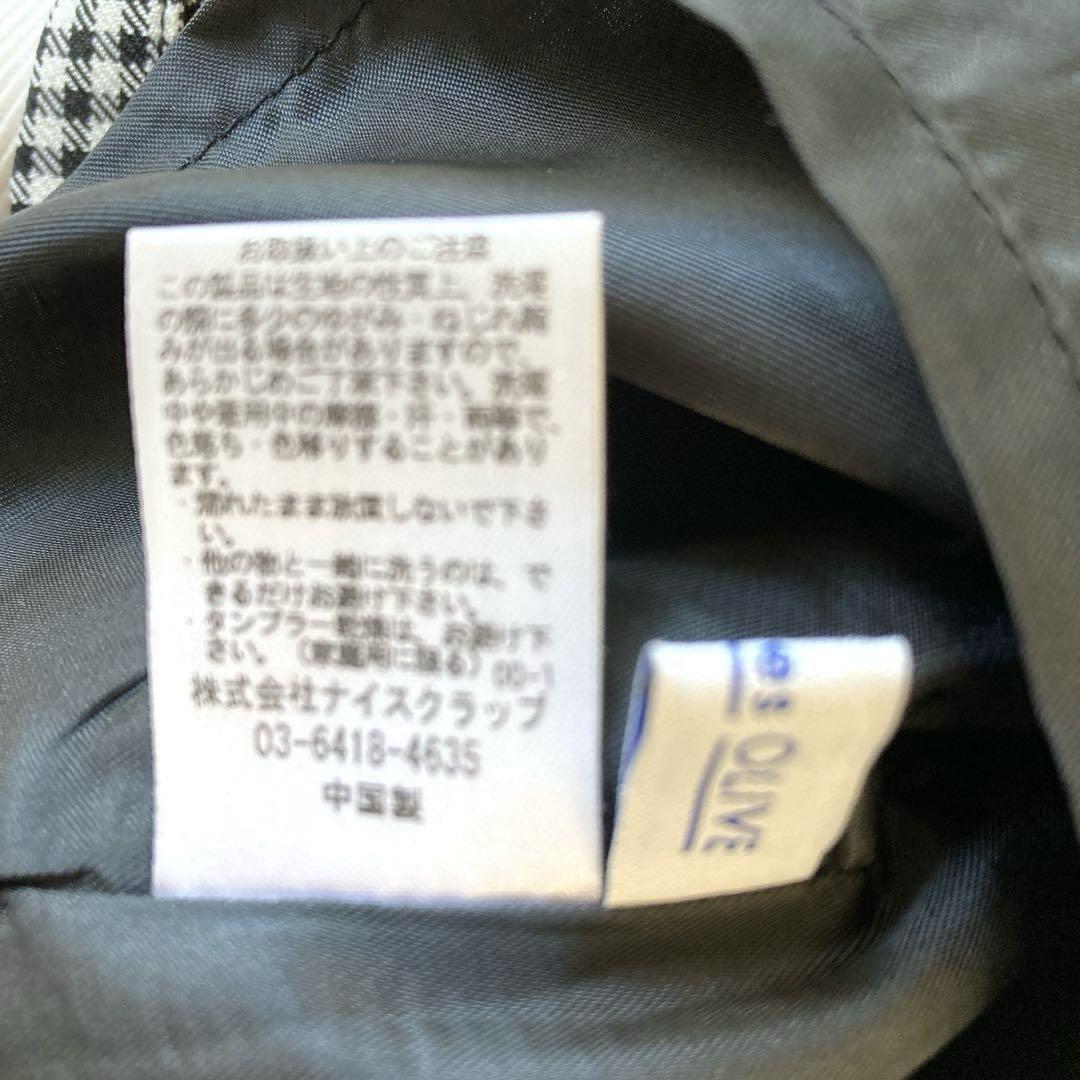 お取扱い上のご注意
この製品は生地の性質上、洗濯
の際に多少のゆがみ・ねじれ・縮
みが出る場合がありますので、
あらかじめご了承下さい。洗濯
中や着用中の摩擦・汗・雨等で、
色落ち・色移りすることがあり
ます。
・濡れたまま放置しないで下さ
い。
・他の物と一緒に洗うのは、で
きるだけお避け下さい。
・タンブラー乾燥は、お避け下
さい。（家庭用に限る）00-1
株式会社ナイスクラップ
03-6418-4635
中国製
OLIVE